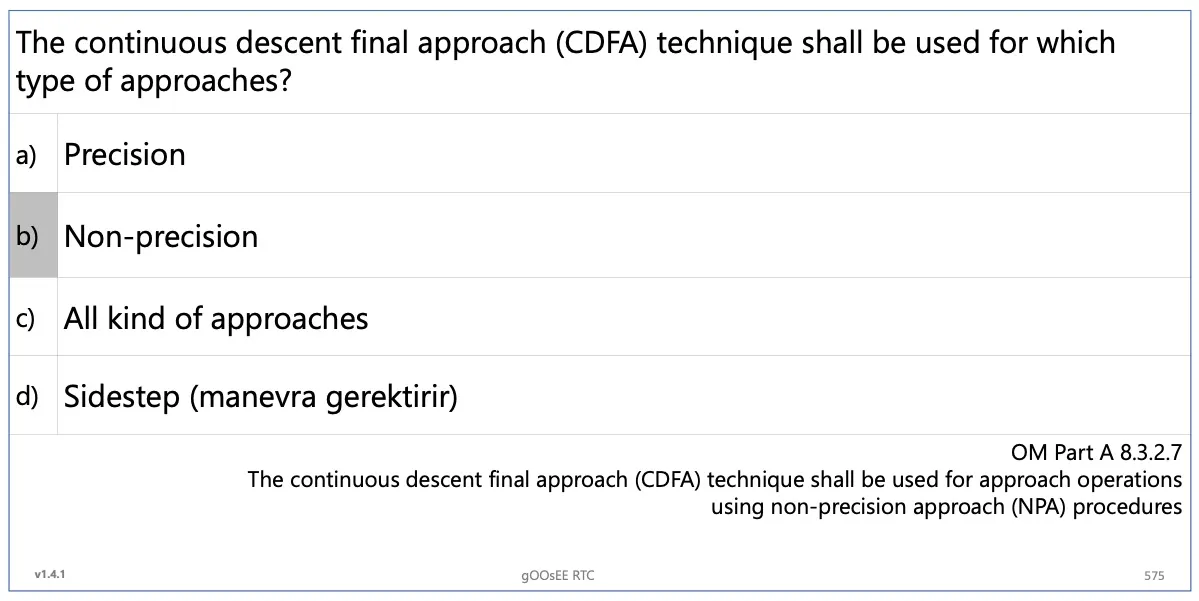 The continuous descent final approach (CDFA) technique shall be used for which
type of approaches?
a) Precision
b) Non-precision
c) All kind of approaches
d) Sidestep (manevra gerektirir)
OM Part A 8.3.2.7
The continuous descent final approach (CDFA) technique shall be used for approach operations
using non-precision approach (NPA) procedures
v1.4.1 gOOsEE RTC 575